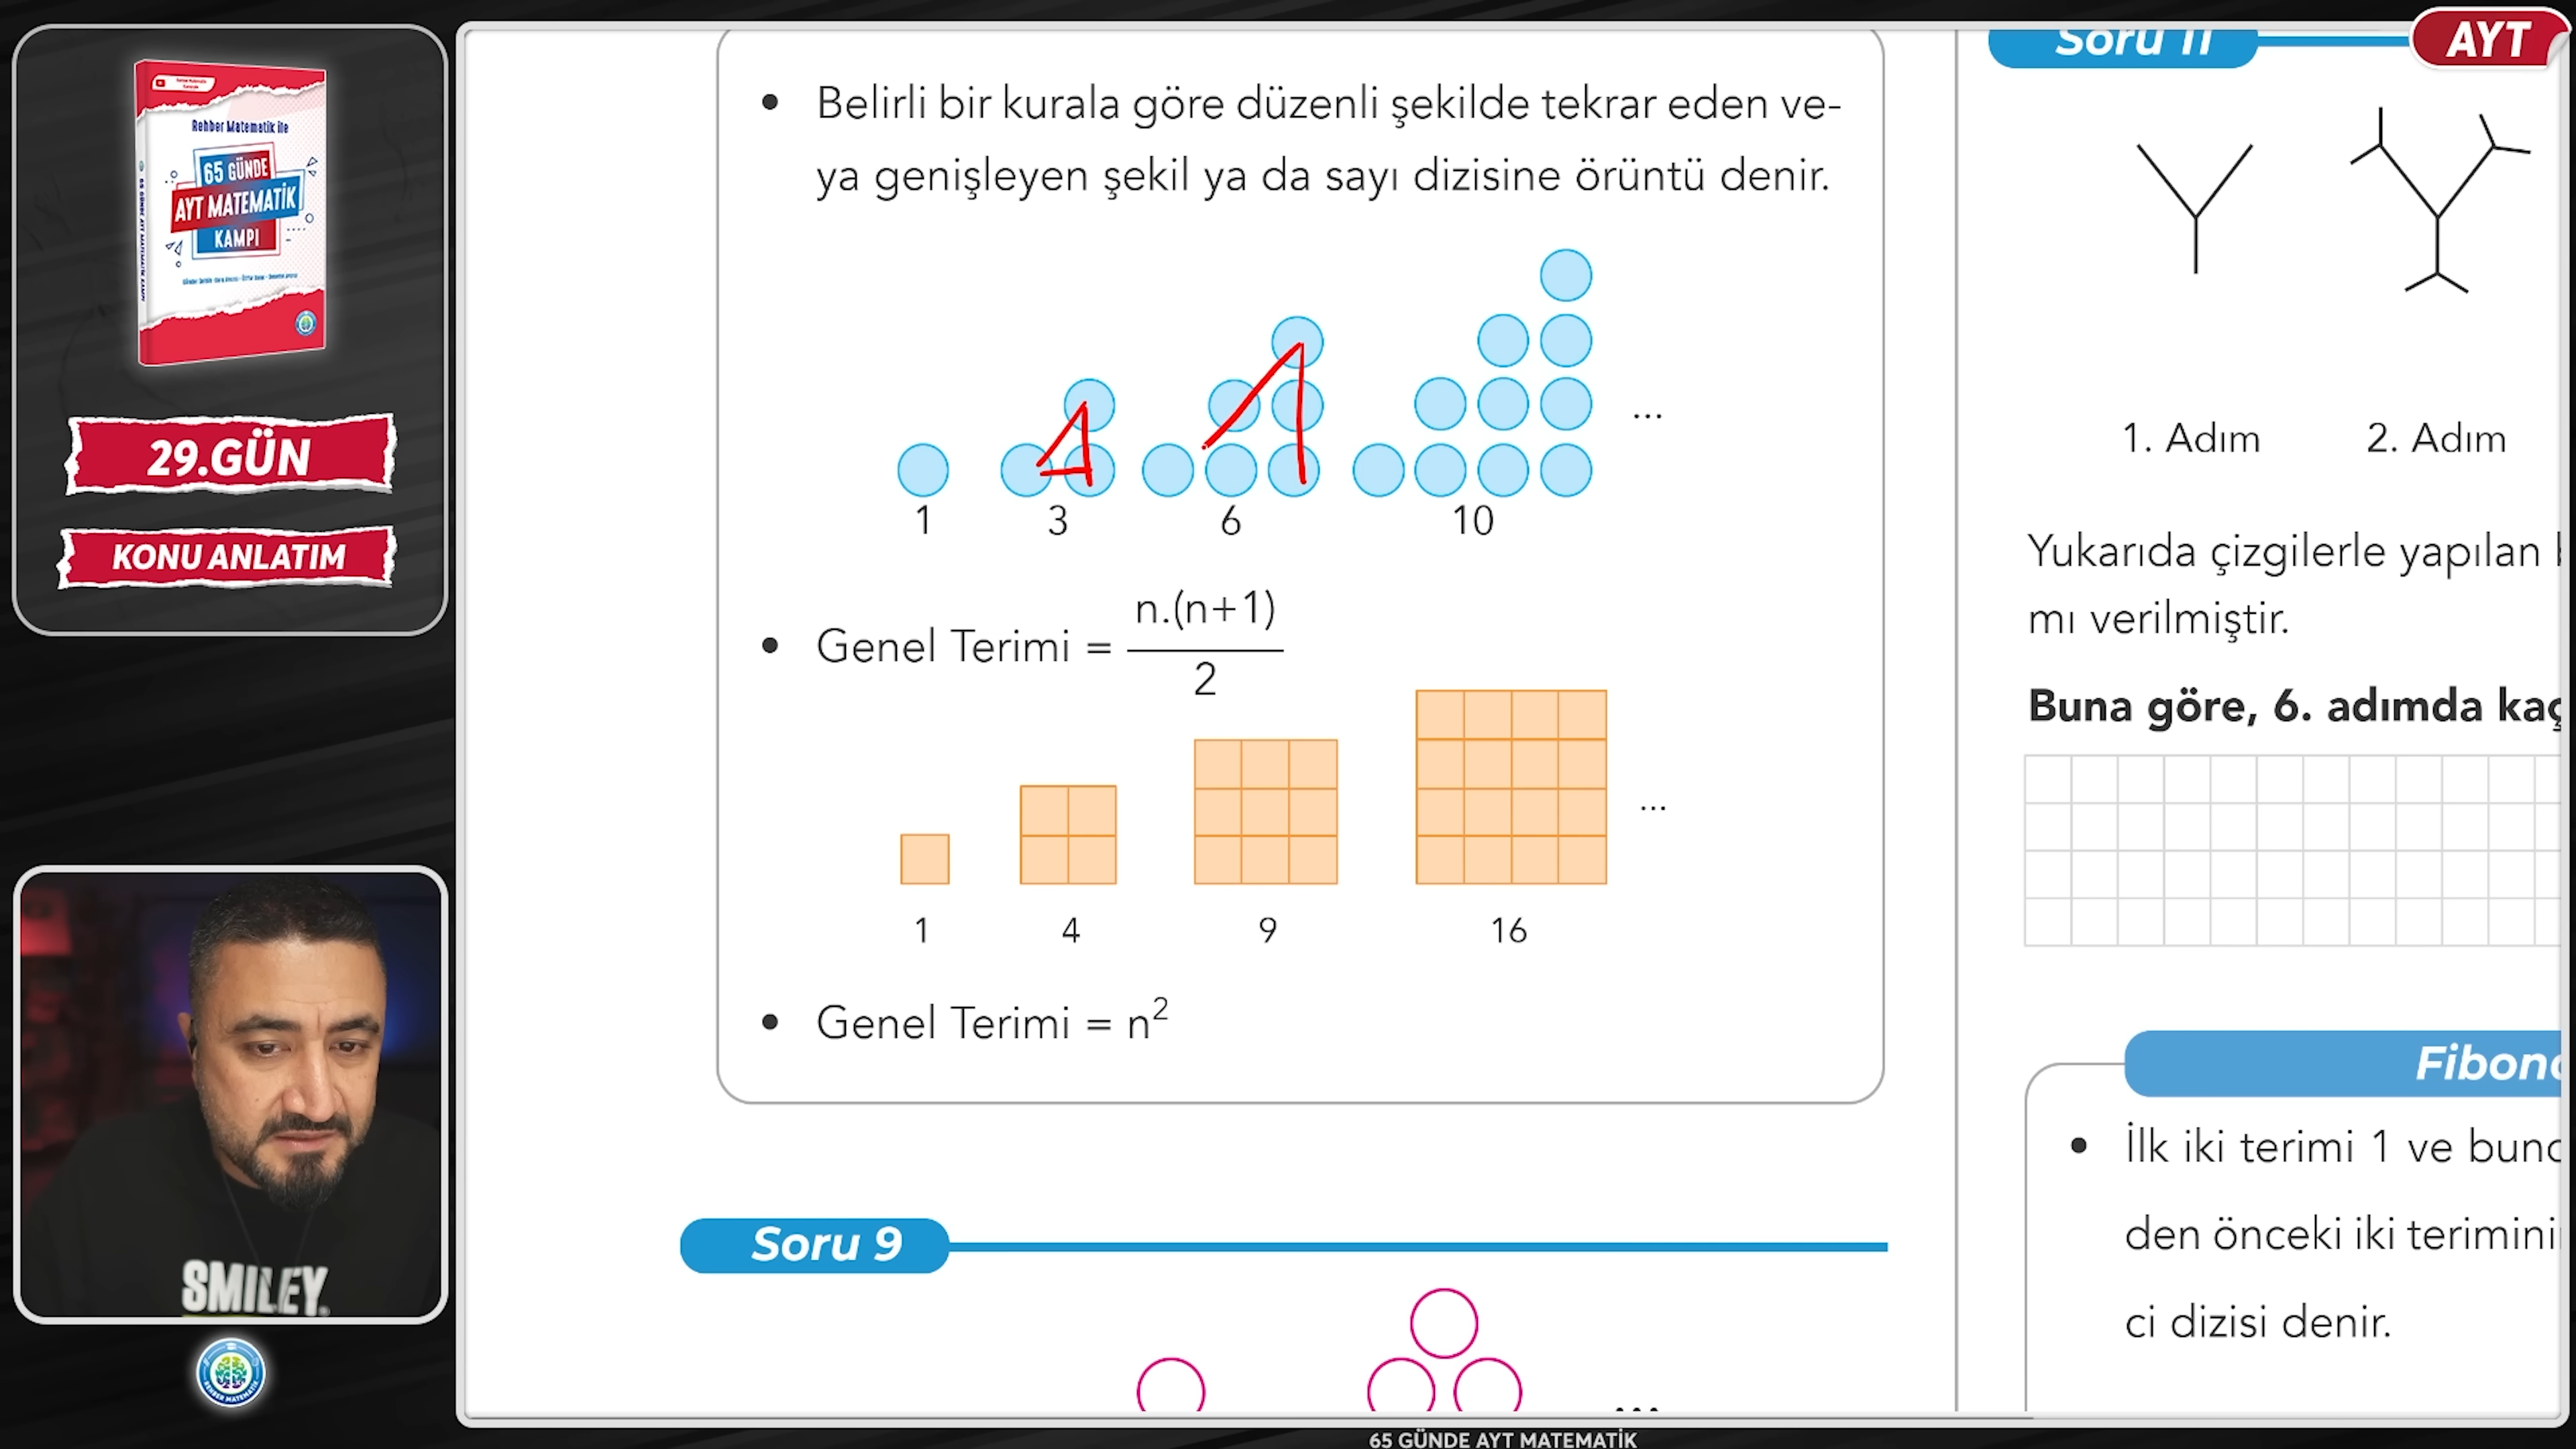 Rehber Matematik ile
65 GÜNDE
AYT MATEMATİK
KAMPI
29.GÜN
KONU ANLATIM
SMILEY
REHBER MATEMATİK
• Belirli bir kurala göre düzenli şekilde tekrar eden ve-
ya genişleyen şekil ya da sayı dizisine örüntü denir.
...
1 3 6 10
• Genel Terimi = n.(n+1)
2
...
1 4 9 16
• Genel Terimi = n²
Soru 9
...
Soru 11
AYT
1. Adım 2. Adım
Yukarıda çizgilerle yapılan
mı verilmiştir.
Buna göre, 6. adımda kaç
Fibona
• İlk iki terimi 1 ve bund
den önceki iki terimini
ci dizisi denir.
65 GÜNDE AYT MATEMATİK